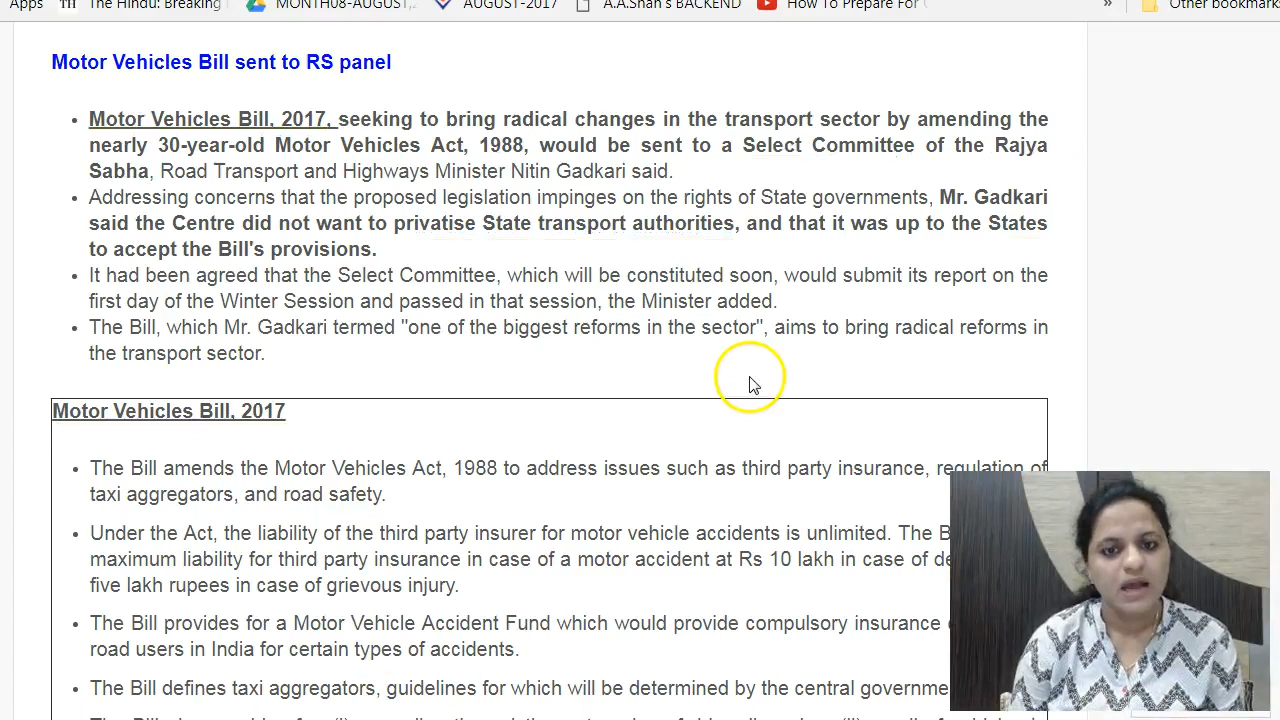 Apps TH The Hindu: Breaking MONTH08-AUGUST, AUGUST-2017 A.A.Shah's BACKEND How To Prepare For » Other bookmarks
Motor Vehicles Bill sent to RS panel
• Motor Vehicles Bill, 2017, seeking to bring radical changes in the transport sector by amending the
nearly 30-year-old Motor Vehicles Act, 1988, would be sent to a Select Committee of the Rajya
Sabha, Road Transport and Highways Minister Nitin Gadkari said.
• Addressing concerns that the proposed legislation impinges on the rights of State governments, Mr. Gadkari
said the Centre did not want to privatise State transport authorities, and that it was up to the States
to accept the Bill's provisions.
• It had been agreed that the Select Committee, which will be constituted soon, would submit its report on the
first day of the Winter Session and passed in that session, the Minister added.
• The Bill, which Mr. Gadkari termed "one of the biggest reforms in the sector", aims to bring radical reforms in
the transport sector.
Motor Vehicles Bill, 2017
• The Bill amends the Motor Vehicles Act, 1988 to address issues such as third party insurance, regulation of
taxi aggregators, and road safety.
• Under the Act, the liability of the third party insurer for motor vehicle accidents is unlimited. The
maximum liability for third party insurance in case of a motor accident at Rs 10 lakh in case of
five lakh rupees in case of grievous injury.
• The Bill provides for a Motor Vehicle Accident Fund which would provide compulsory insurance
road users in India for certain types of accidents.
• The Bill defines taxi aggregators, guidelines for which will be determined by the central